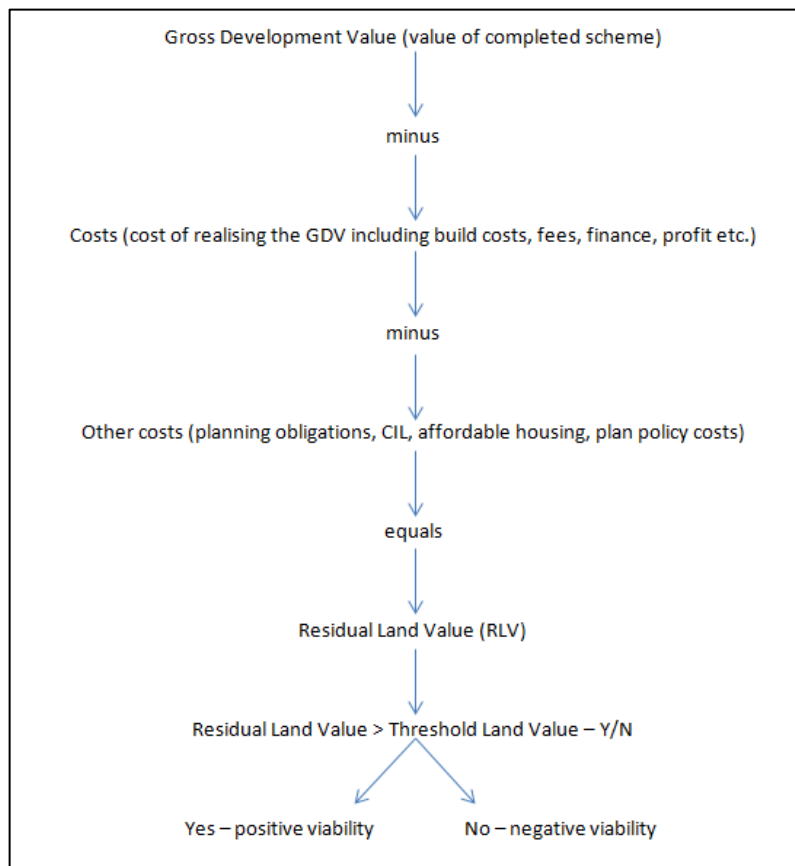 Gross Development Value (value of completed scheme)
minus
Costs (cost of realising the GDV including build costs, fees, finance, profit etc.)
minus
Other costs (planning obligations, CIL, affordable housing, plan policy costs)
equals
Residual Land Value (RLV)
Residual Land Value > Threshold Land Value – Y/N
Yes – positive viability
No – negative viability